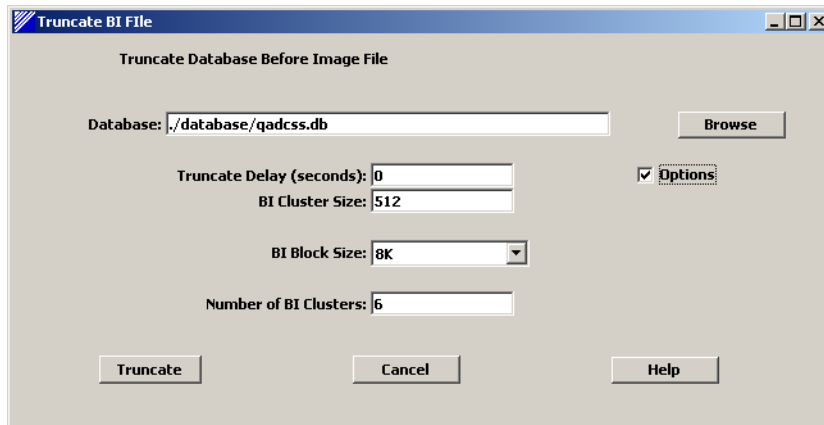 Truncate BI FIle
Truncate Database Before Image File
Database: ./database/qadcss.db Browse
Truncate Delay (seconds): 0 Options
BI Cluster Size: 512
BI Block Size: 8K
Number of BI Clusters: 6
Truncate Cancel Help